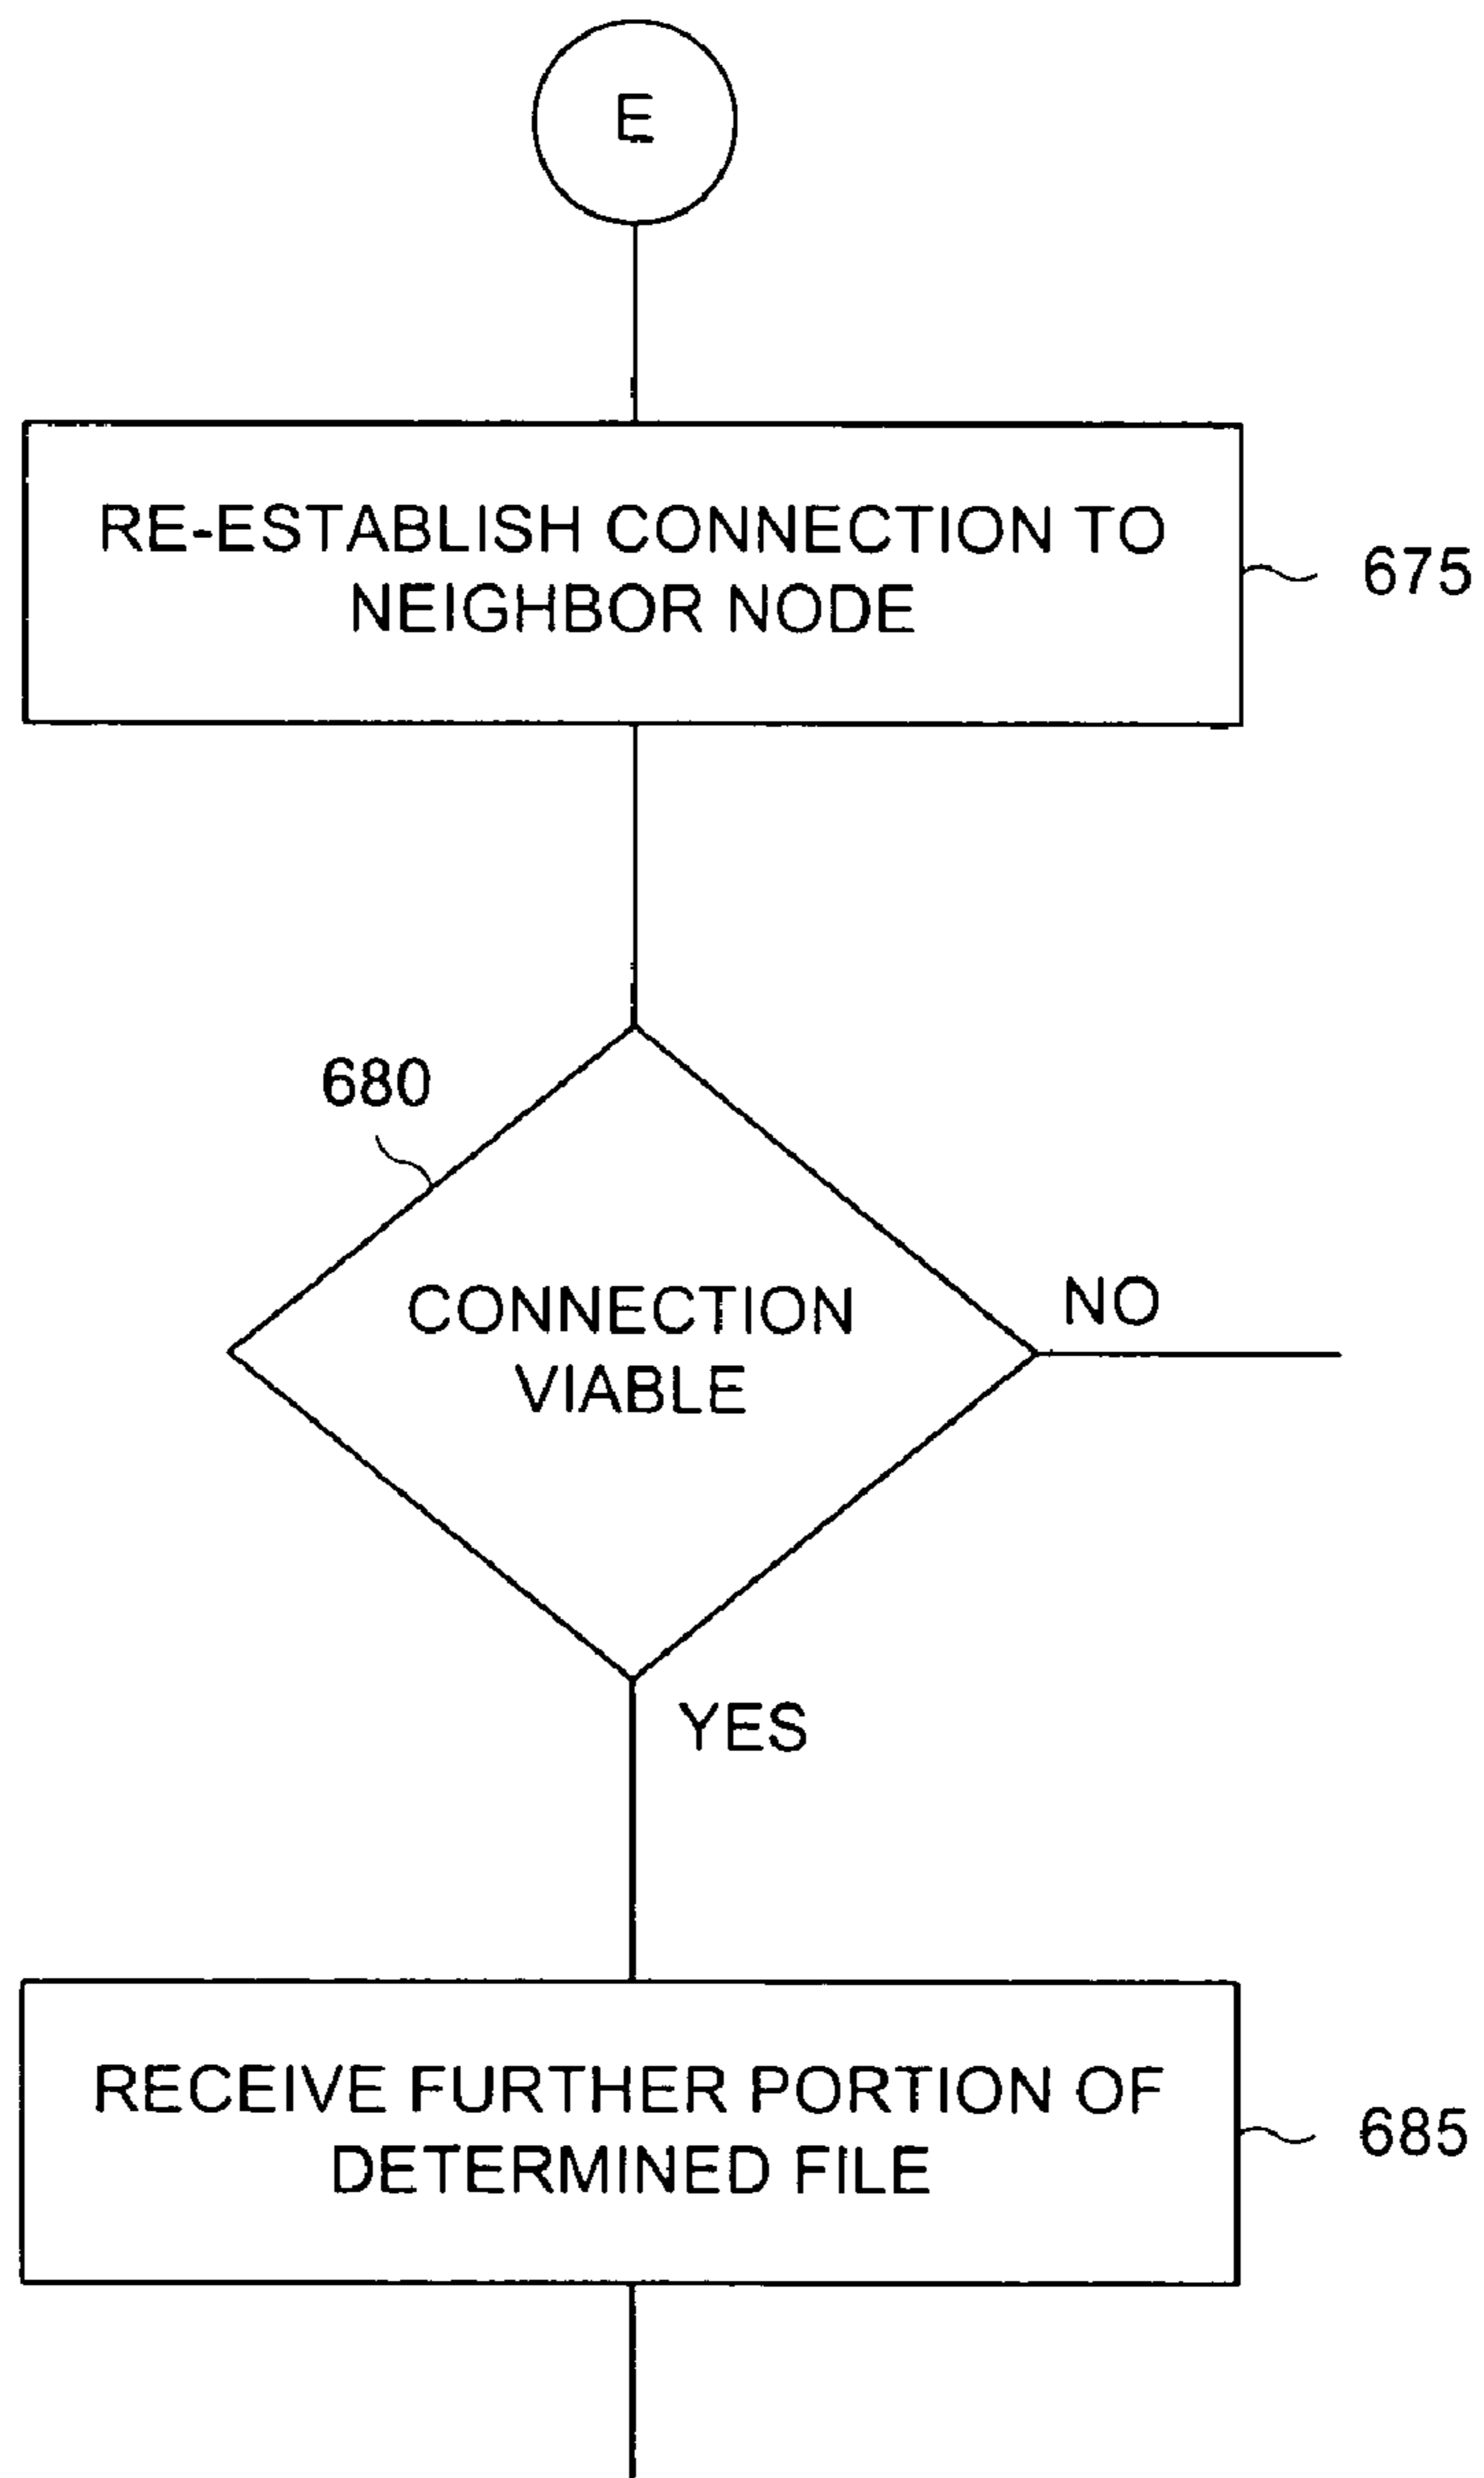 E
RE-ESTABLISH CONNECTION TO
NEIGHBOR NODE
675
680
CONNECTION
VIABLE
NO
YES
RECEIVE FURTHER PORTION OF
DETERMINED FILE
685